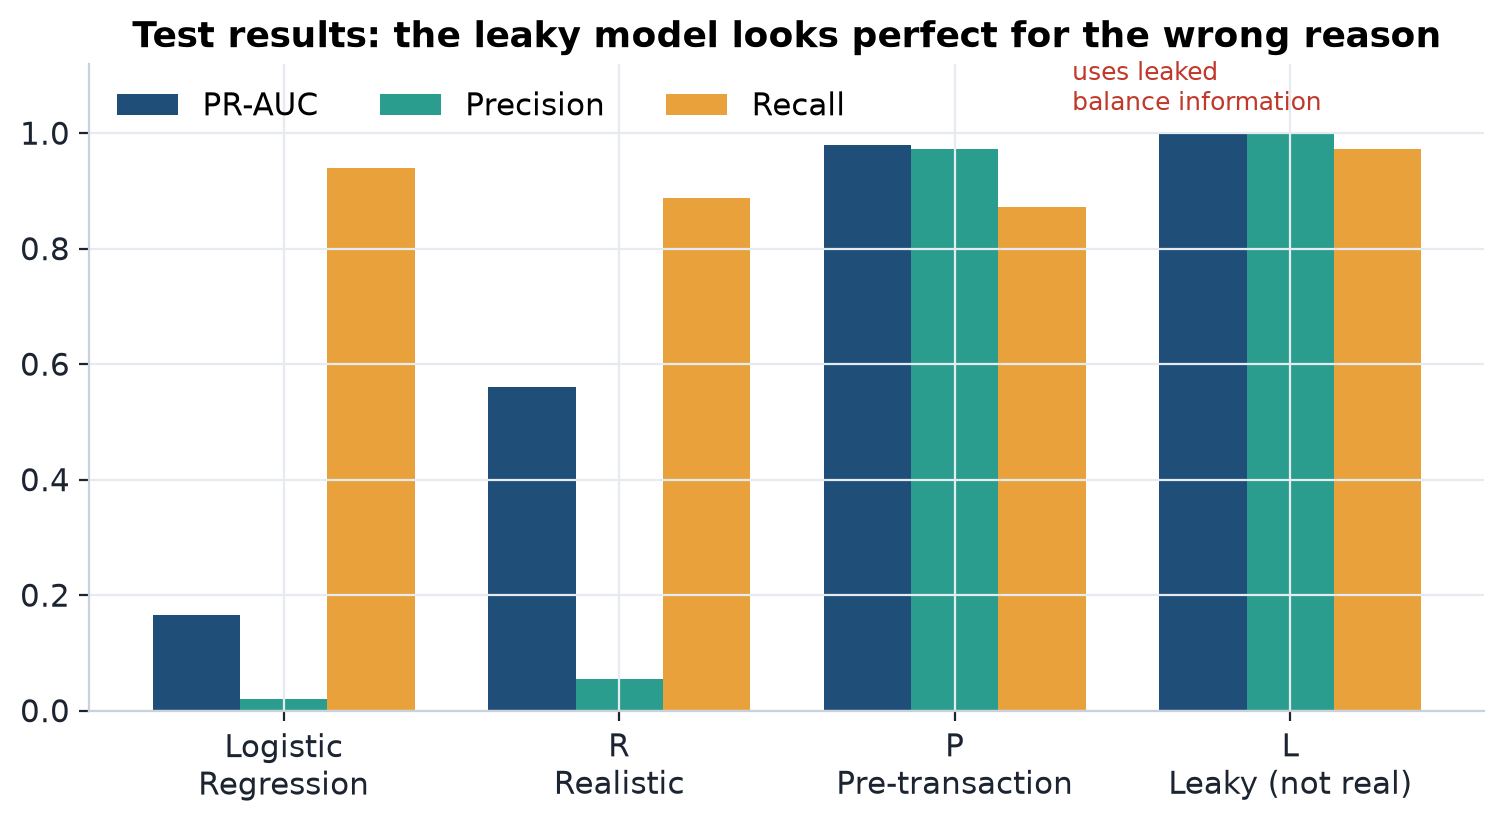 Test results: the leaky model looks perfect for the wrong reason
uses leaked
balance information
PR-AUC Precision Recall
1.0
0.8
0.6
0.4
0.2
0.0
Logistic
Regression
R
Realistic
P
Pre-transaction
L
Leaky (not real)